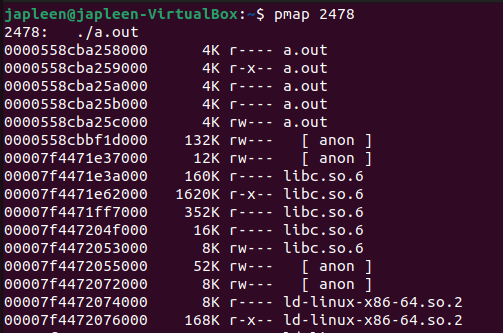 japleen@japleen-VirtualBox:~$ pmap 2478
2478:   ./a.out
0000558cba258000      4K r---- a.out
0000558cba259000      4K r-x-- a.out
0000558cba25a000      4K r---- a.out
0000558cba25b000      4K r---- a.out
0000558cba25c000      4K rw--- a.out
0000558cbbf1d000    132K rw---   [ anon ]
00007f4471e37000     12K rw---   [ anon ]
00007f4471e3a000    160K r---- libc.so.6
00007f4471e62000   1620K r-x-- libc.so.6
00007f4471ff7000    352K r---- libc.so.6
00007f447204f000     16K r---- libc.so.6
00007f4472053000      8K rw--- libc.so.6
00007f4472055000     52K rw---   [ anon ]
00007f4472072000      8K rw---   [ anon ]
00007f4472074000      8K r---- ld-linux-x86-64.so.2
00007f4472076000    168K r-x-- ld-linux-x86-64.so.2